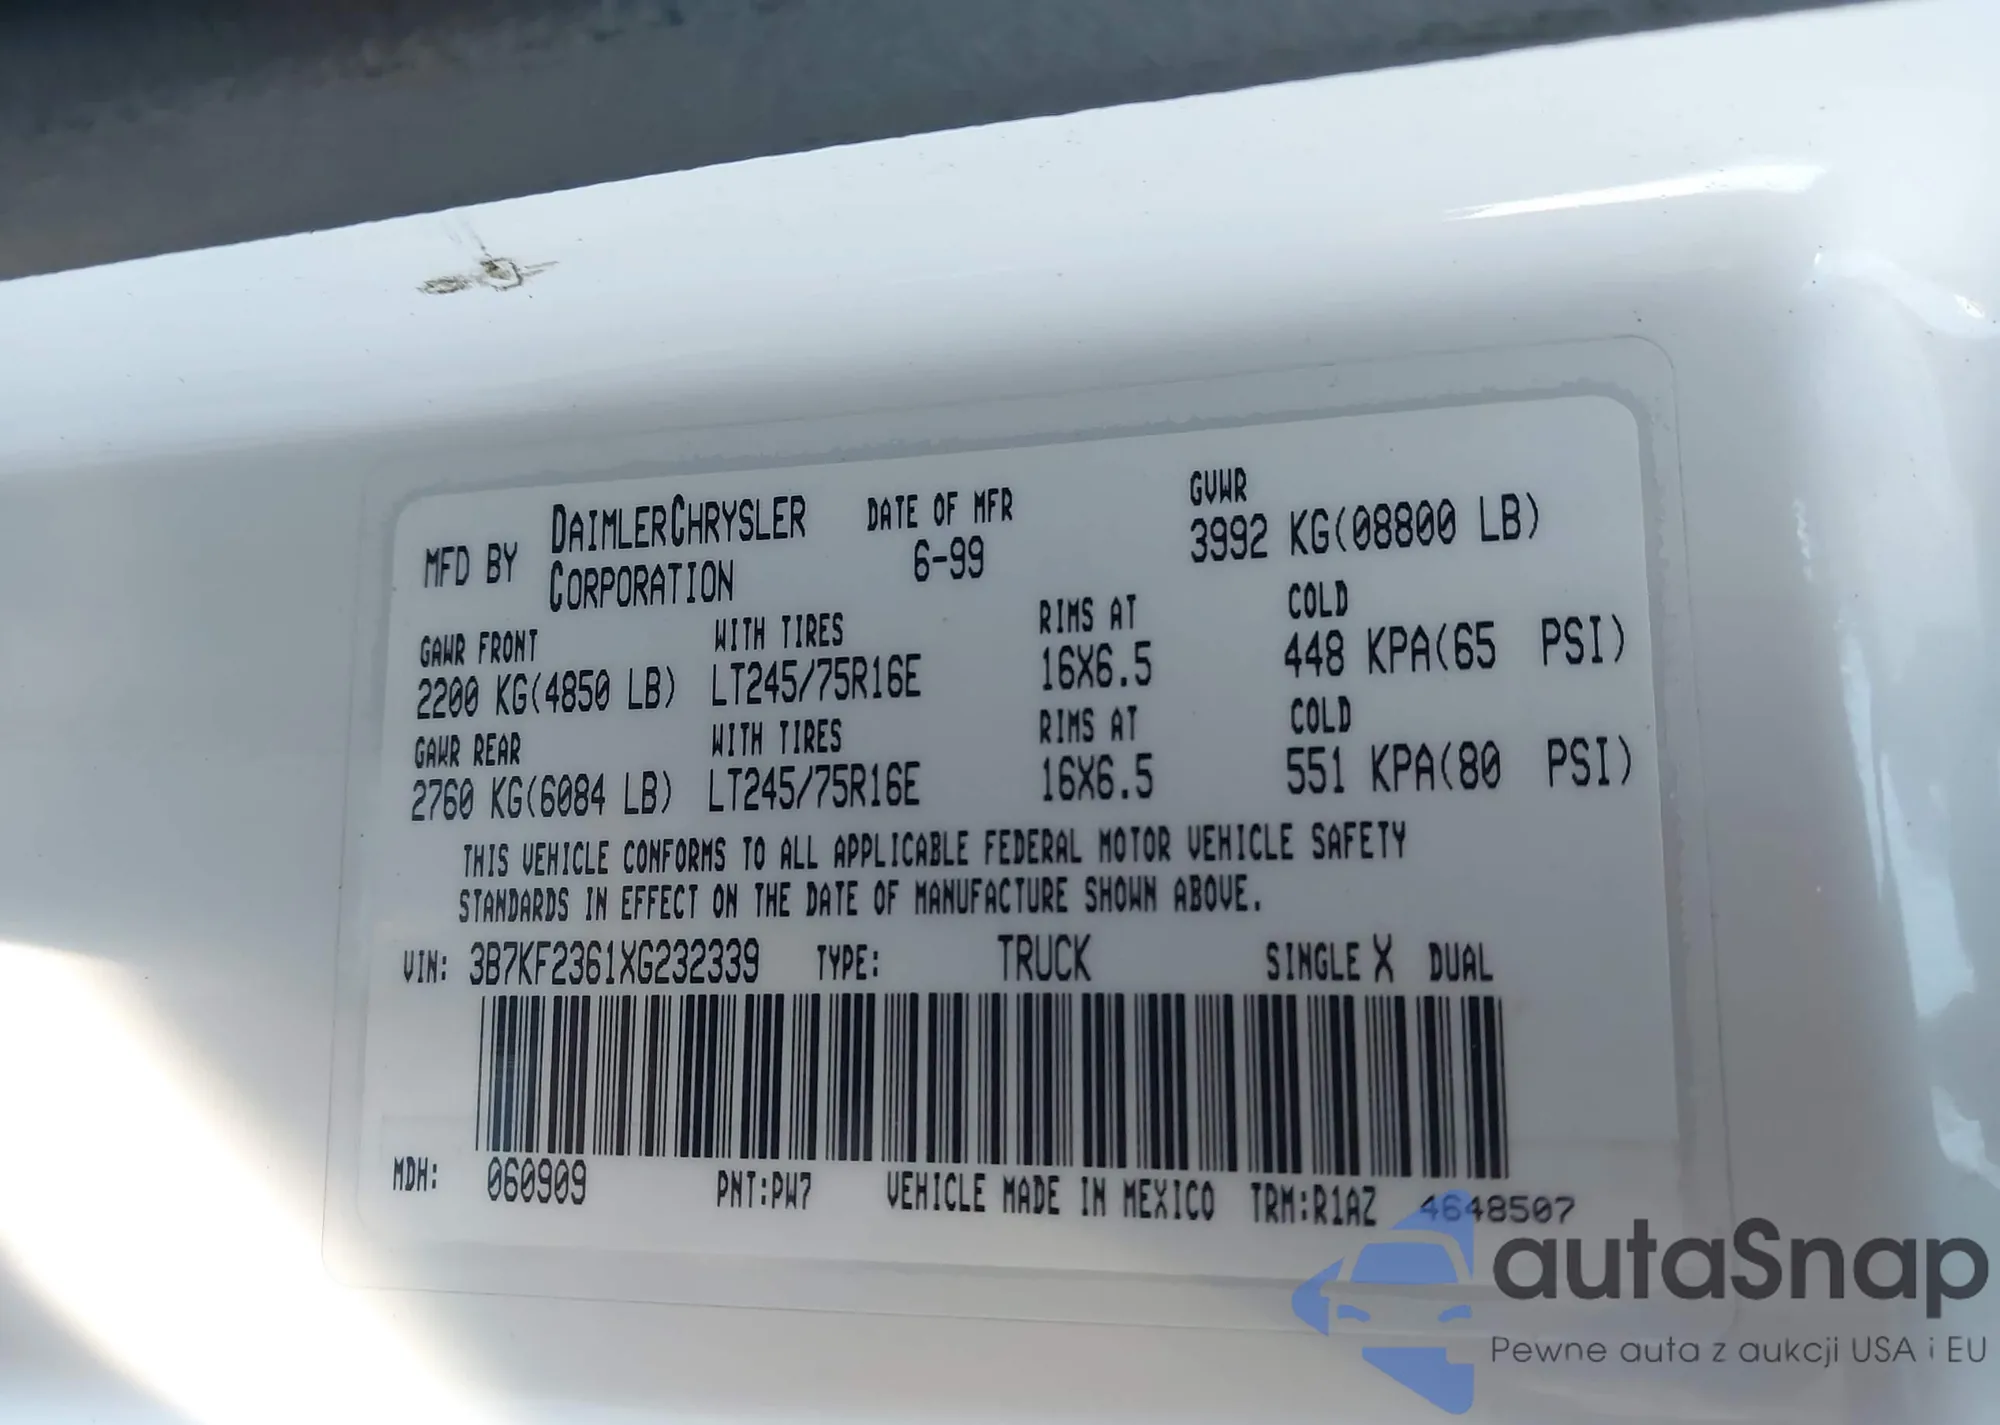 MFD BY DAIMLERCHRYSLER CORPORATION DATE OF MFR 6-99 GVWR 3992 KG(08800 LB)
GAWR FRONT WITH TIRES RIMS AT COLD
2200 KG(4850 LB) LT245/75R16E 16X6.5 448 KPA(65 PSI)
GAWR REAR WITH TIRES RIMS AT COLD
2760 KG(6084 LB) LT245/75R16E 16X6.5 551 KPA(80 PSI)
THIS VEHICLE CONFORMS TO ALL APPLICABLE FEDERAL MOTOR VEHICLE SAFETY
STANDARDS IN EFFECT ON THE DATE OF MANUFACTURE SHOWN ABOVE.
VIN: 3B7KF2361XG232339 TYPE: TRUCK SINGLE X DUAL
MDH: 060909 PNT:PW7 VEHICLE MADE IN MEXICO TRM:R1AZ 4648507
autaSnap
Pewne auta z aukcji USA i EU